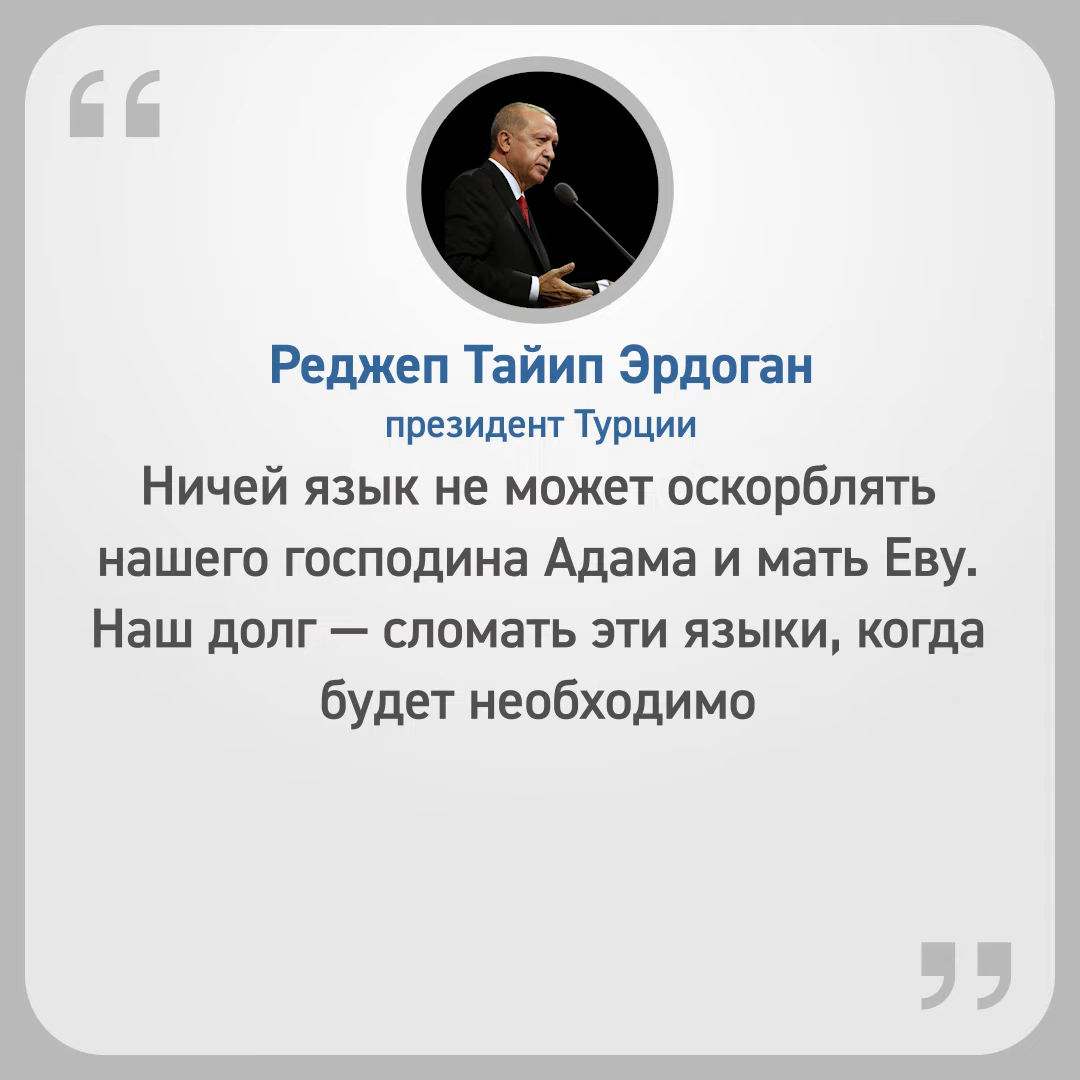 “
Реджеп Тайип Эрдоган
президент Турции
Ничей язык не может оскорблять
нашего господина Адама и мать Еву.
Наш долг — сломать эти языки, когда
будет необходимо
”